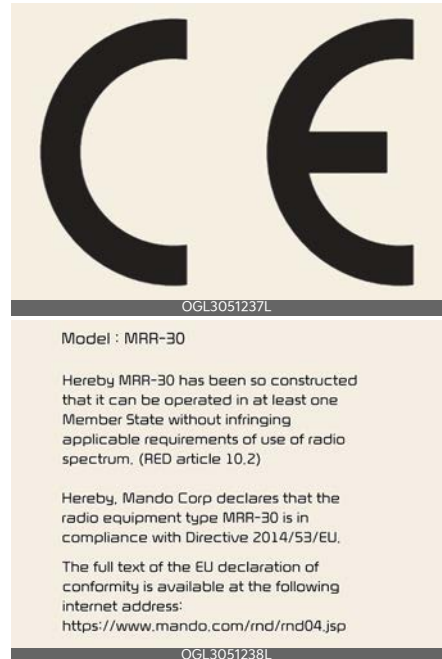 CE
OGL3051237L
Model : MRR-30
Hereby MRR-30 has been so constructed
that it can be operated in at least one
Member State without infringing
applicable requirements of use of radio
spectrum. (RED article 10.2)
Hereby, Mando Corp declares that the
radio equipment type MRR-30 is in
compliance with Directive 2014/53/EU.
The full text of the EU declaration of
conformity is available at the following
internet address:
https://www.mando.com/rnd/rnd04.jsp
OGL3051238L